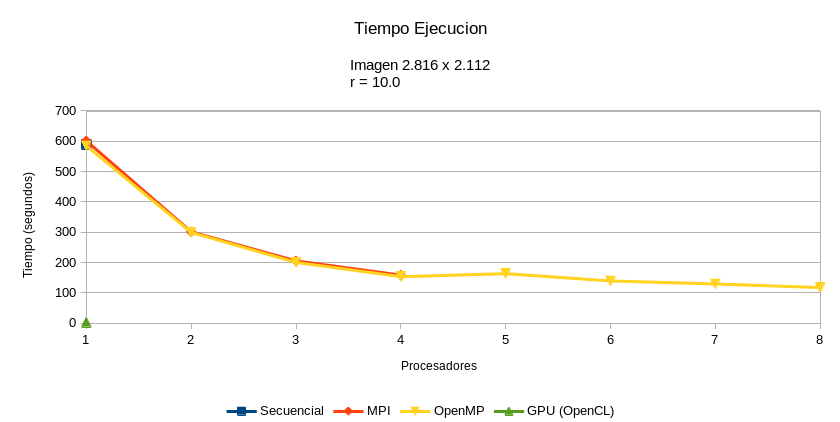 Tiempo Ejecucion
Imagen 2.816 x 2.112
r = 10.0
700
600
500
400
300
200
100
0
Tiempo (segundos)
1 2 3 4 5 6 7 8
Procesadores
Secuencial MPI OpenMP GPU (OpenCL)